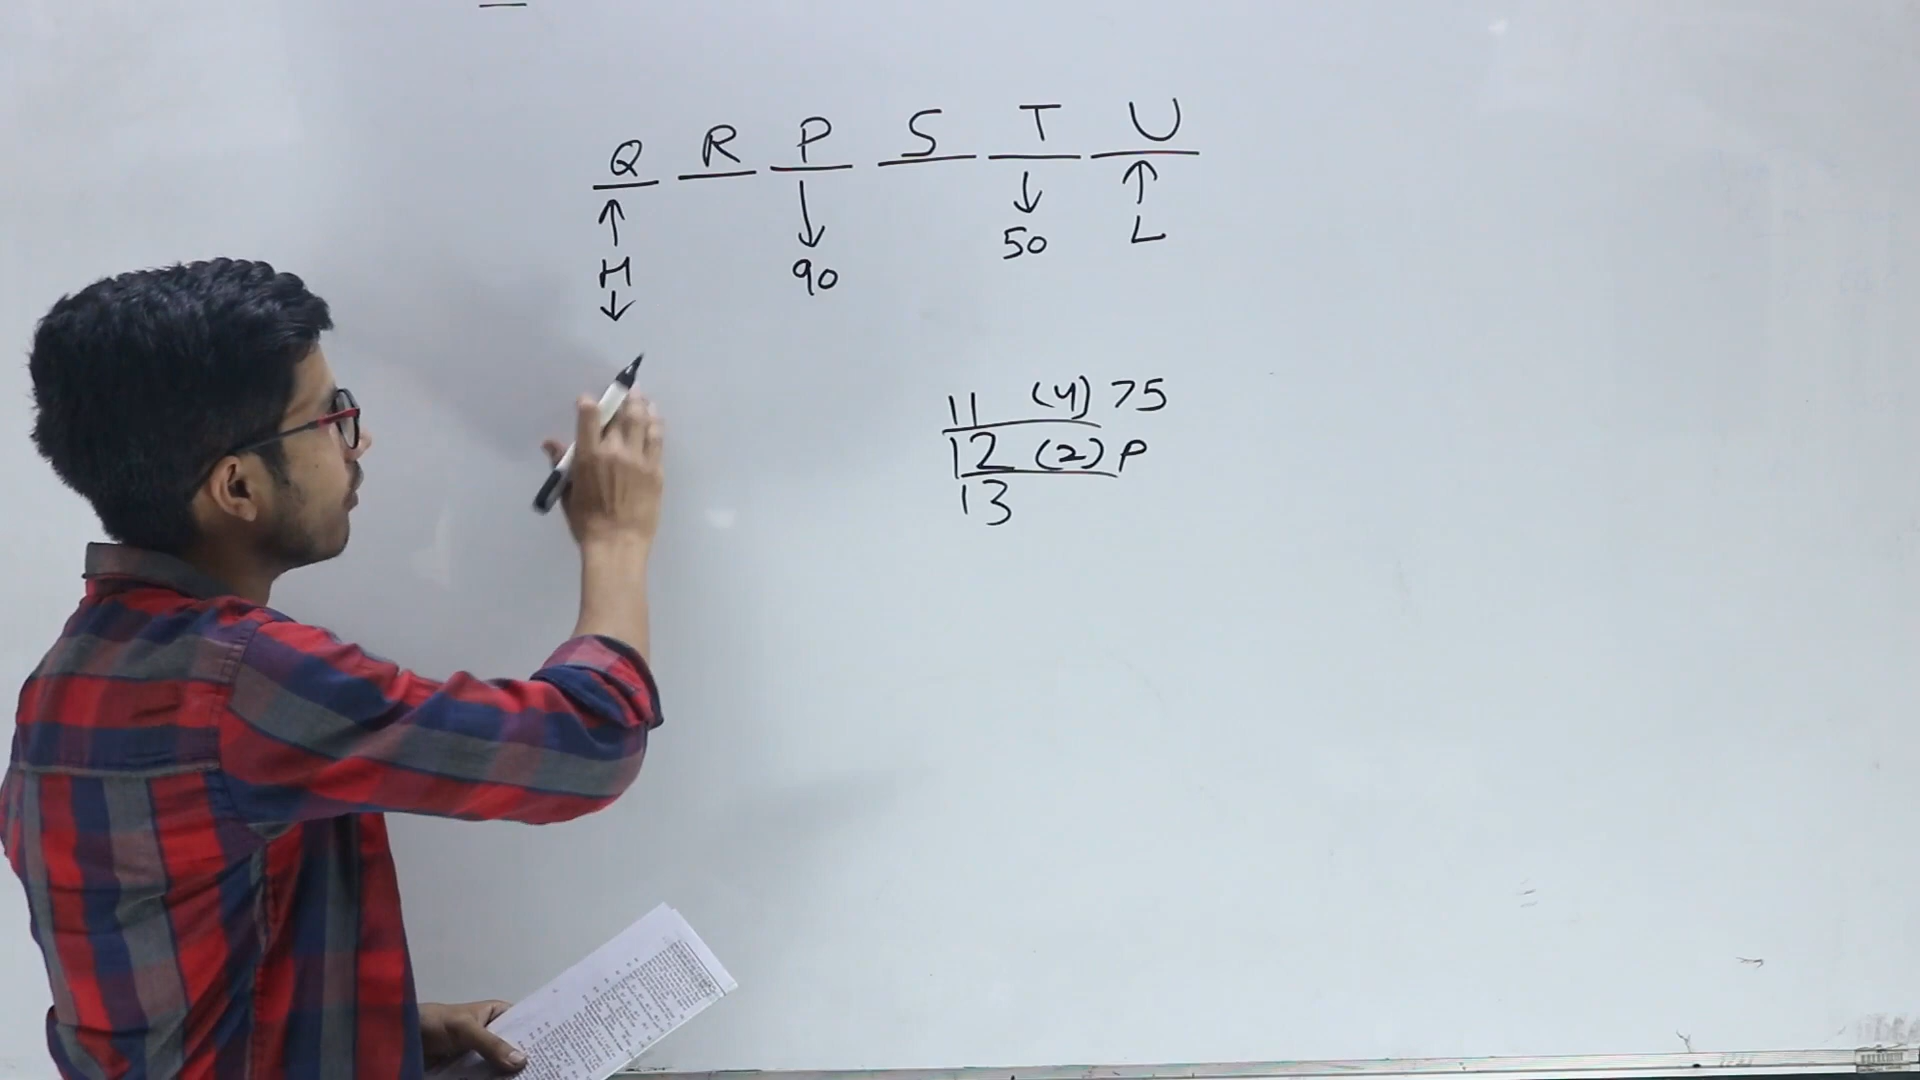 Q R P S T U
↑ ↓ ↓ ↑
H 90 50 L
↓
11 (4) 75
12 (2) P
13